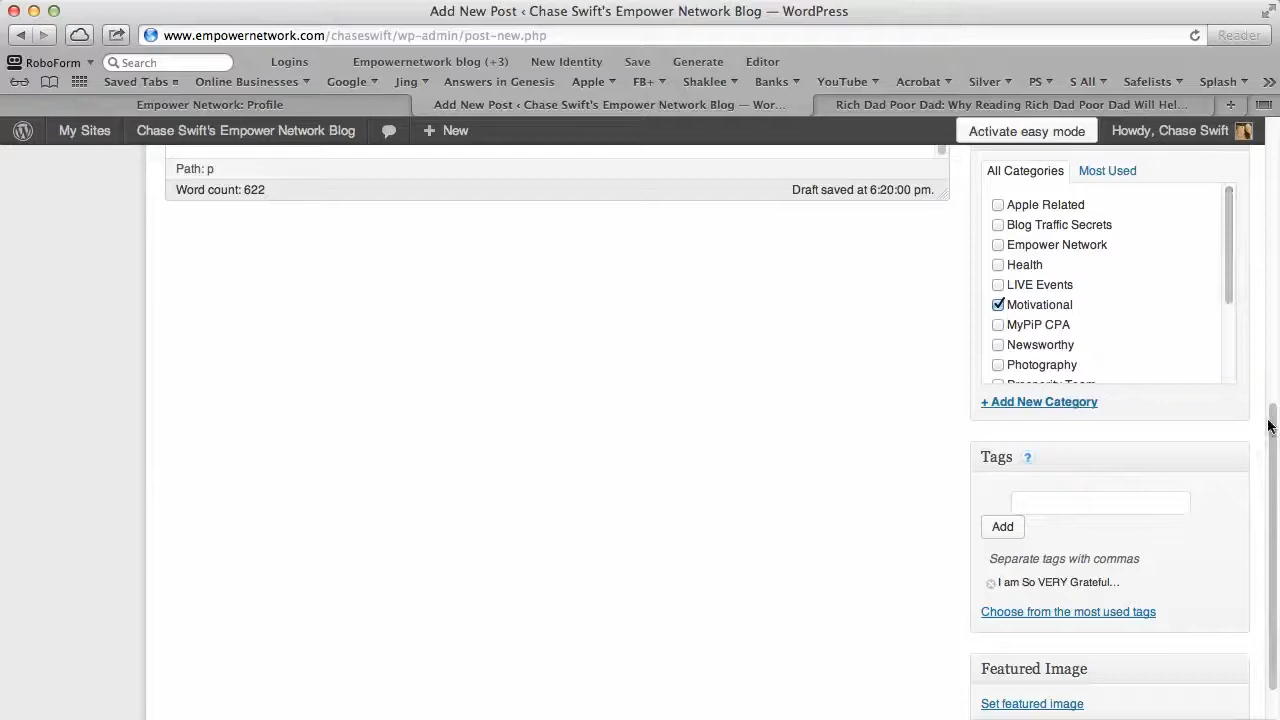 Add New Post ‹ Chase Swift's Empower Network Blog — WordPress
www.empowernetwork.com/chaseswift/wp-admin/post-new.php
Reader
RoboForm Search Logins Empowernetwork blog (+3) New Identity Save Generate Editor
Saved Tabs Online Businesses Google Jing Answers in Genesis Apple FB+ Shaklee Banks YouTube Acrobat Silver PS S All Safelists Splash
Empower Network: Profile
Add New Post ‹ Chase Swift's Empower Network Blog — Wor...
Rich Dad Poor Dad: Why Reading Rich Dad Poor Dad Will Hel...
My Sites Chase Swift's Empower Network Blog + New Activate easy mode Howdy, Chase Swift
Path: p
Word count: 622 Draft saved at 6:20:00 pm.
All Categories Most Used
Apple Related
Blog Traffic Secrets
Empower Network
Health
LIVE Events
Motivational
MyPiP CPA
Newsworthy
Photography
Prosperity Team
+ Add New Category
Tags ?
Add
Separate tags with commas
I am So VERY Grateful...
Choose from the most used tags
Featured Image
Set featured image